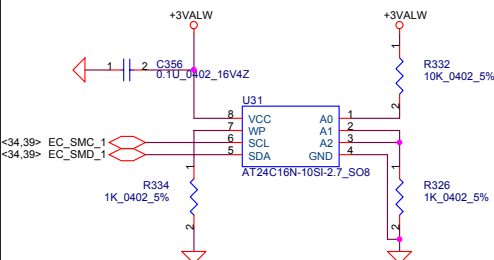 +3VALW
+3VALW
1
2
C356
0.1U_0402_16V4Z
1
R332
10K_0402_5%
2
U31
8 VCC A0 1
7 WP A1 2
<34,39> EC_SMC_1 6 SCL A2 3
<34,39> EC_SMD_1 5 SDA GND 4
AT24C16N-10SI-2.7_SO8
1
R334
1K_0402_5%
2
1
R326
1K_0402_5%
2